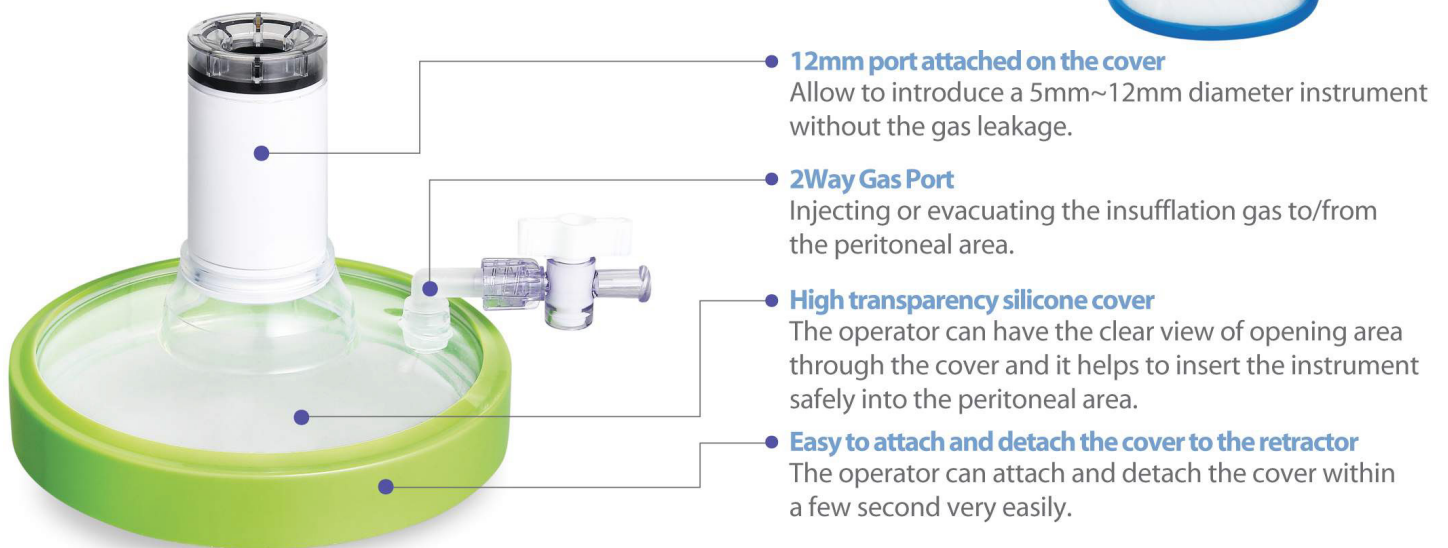 12mm port attached on the cover
Allow to introduce a 5mm~12mm diameter instrument
without the gas leakage.
2Way Gas Port
Injecting or evacuating the insufflation gas to/from
the peritoneal area.
High transparency silicone cover
The operator can have the clear view of opening area
through the cover and it helps to insert the instrument
safely into the peritoneal area.
Easy to attach and detach the cover to the retractor
The operator can attach and detach the cover within
a few second very easily.